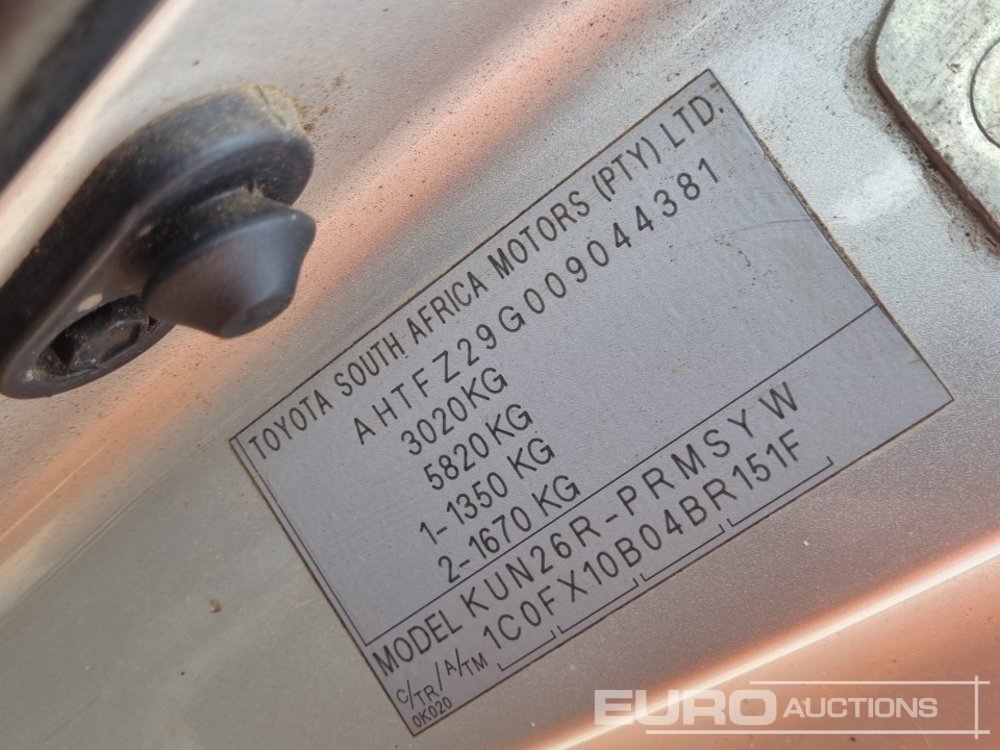 TOYOTA SOUTH AFRICA MOTORS (PTY) LTD.
AHTFZ29G009044381
3020KG
5820KG
1-1350 KG
2-1670 KG
MODEL KUN26R-PRMSYW
C/TR/A/TM 1C0FX10B04BR151F
0K020
EURO AUCTIONS